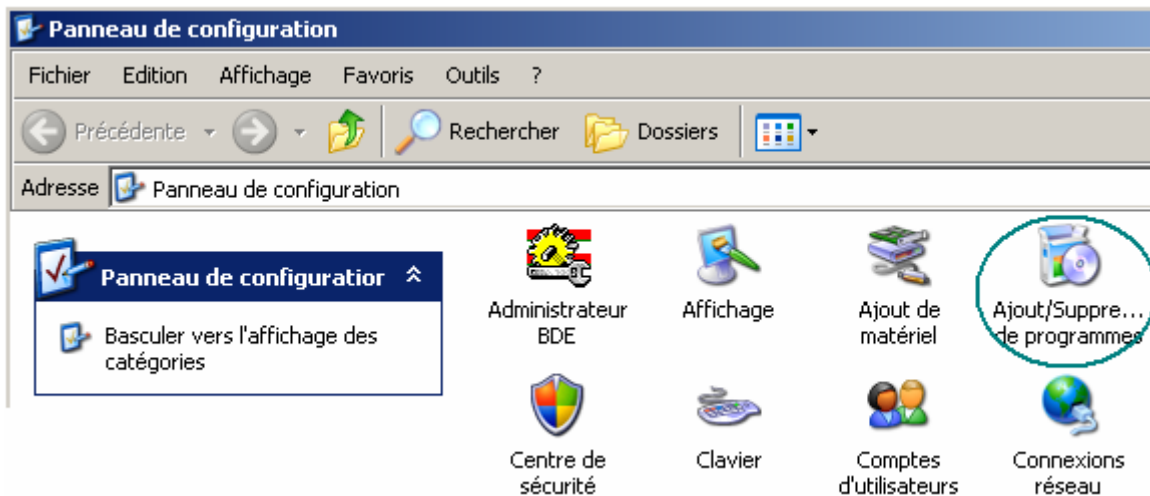 Panneau de configuration
Fichier Edition Affichage Favoris Outils ?
Précédente Rechercher Dossiers
Adresse Panneau de configuration
Panneau de configuration
Basculer vers l'affichage des
catégories
Administrateur
BDE
Affichage
Ajout de
matériel
Ajout/Suppre...
de programmes
Centre de
sécurité
Clavier
Comptes
d'utilisateurs
Connexions
réseau